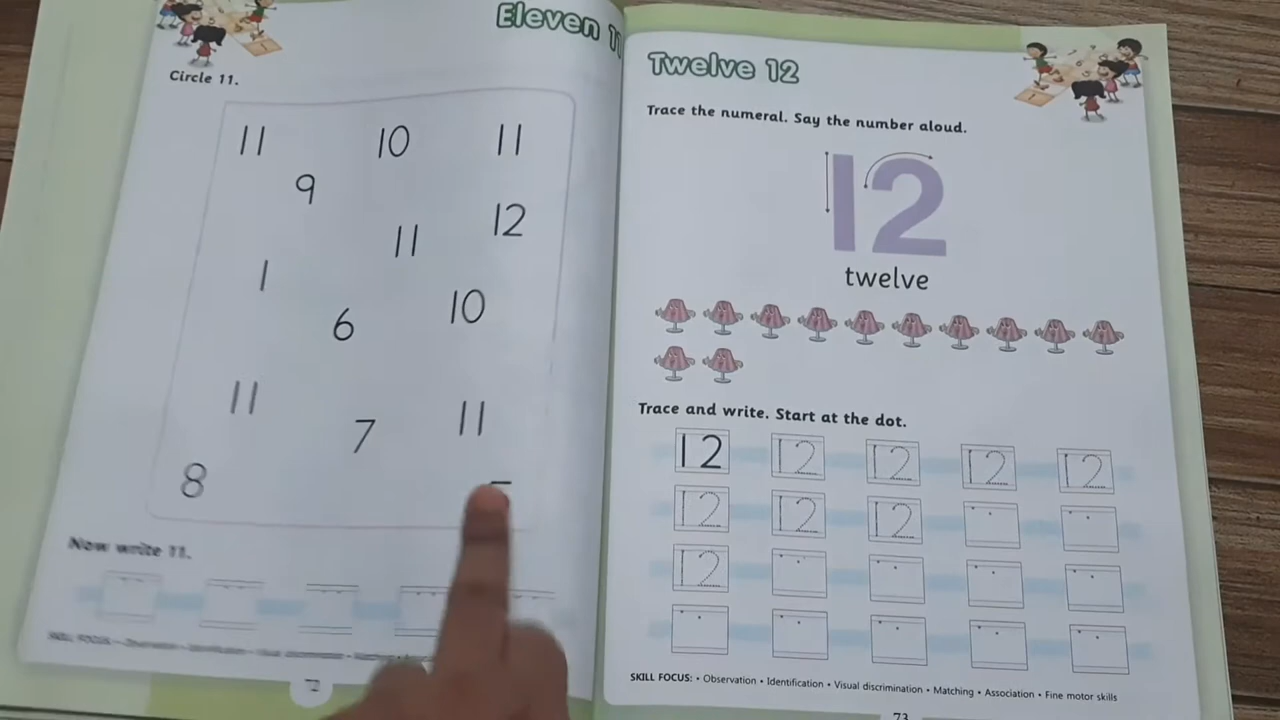 Eleven 11
Circle 11.
11 10 11
9
12
11
1
10
6
11 11
7
8
Now write 11.
72
Twelve 12
Trace the numeral. Say the number aloud.
12
twelve
Trace and write. Start at the dot.
12 12 12 12 12
12 12 12
12
SKILL FOCUS: • Observation • Identification • Visual discrimination • Matching • Association • Fine motor skills
73